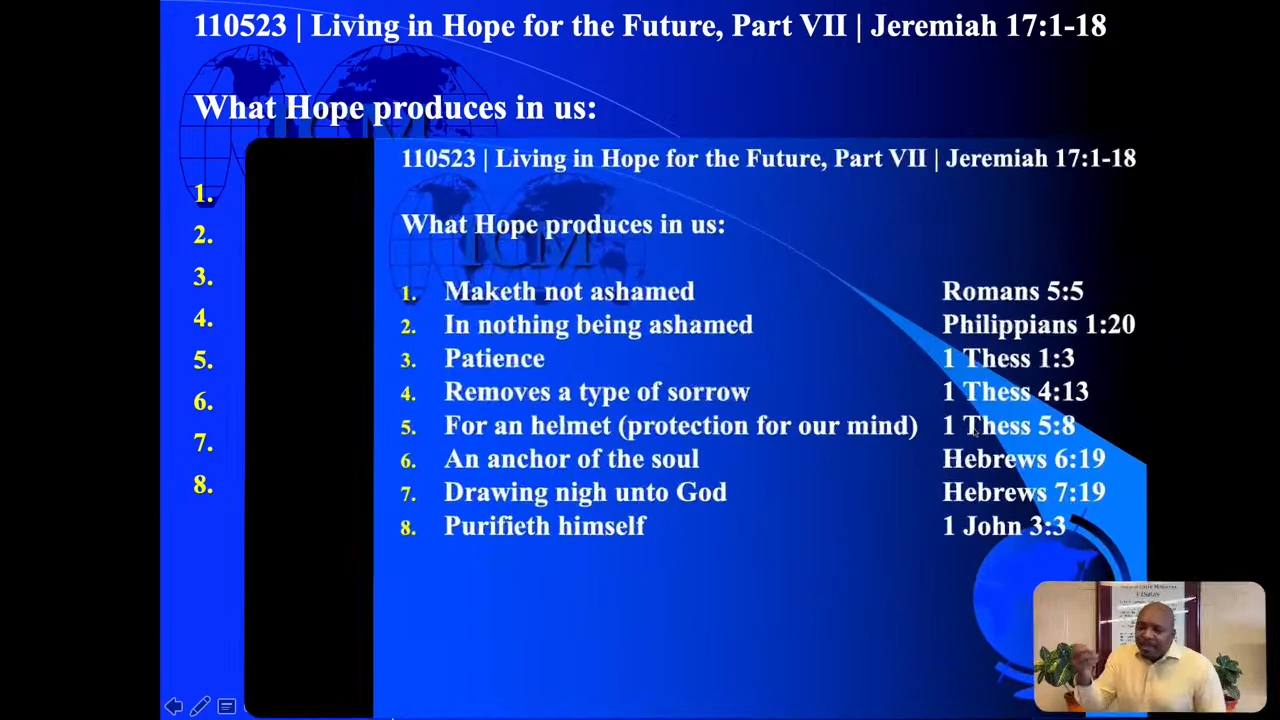 110523 | Living in Hope for the Future, Part VII | Jeremiah 17:1-18
What Hope produces in us:
1.
2.
3.
4.
5.
6.
7.
8.
110523 | Living in Hope for the Future, Part VII | Jeremiah 17:1-18
What Hope produces in us:
ICM
1. Maketh not ashamed Romans 5:5
2. In nothing being ashamed Philippians 1:20
3. Patience 1 Thess 1:3
4. Removes a type of sorrow 1 Thess 4:13
5. For an helmet (protection for our mind) 1 Thess 5:8
6. An anchor of the soul Hebrews 6:19
7. Drawing nigh unto God Hebrews 7:19
8. Purifieth himself 1 John 3:3
VISION